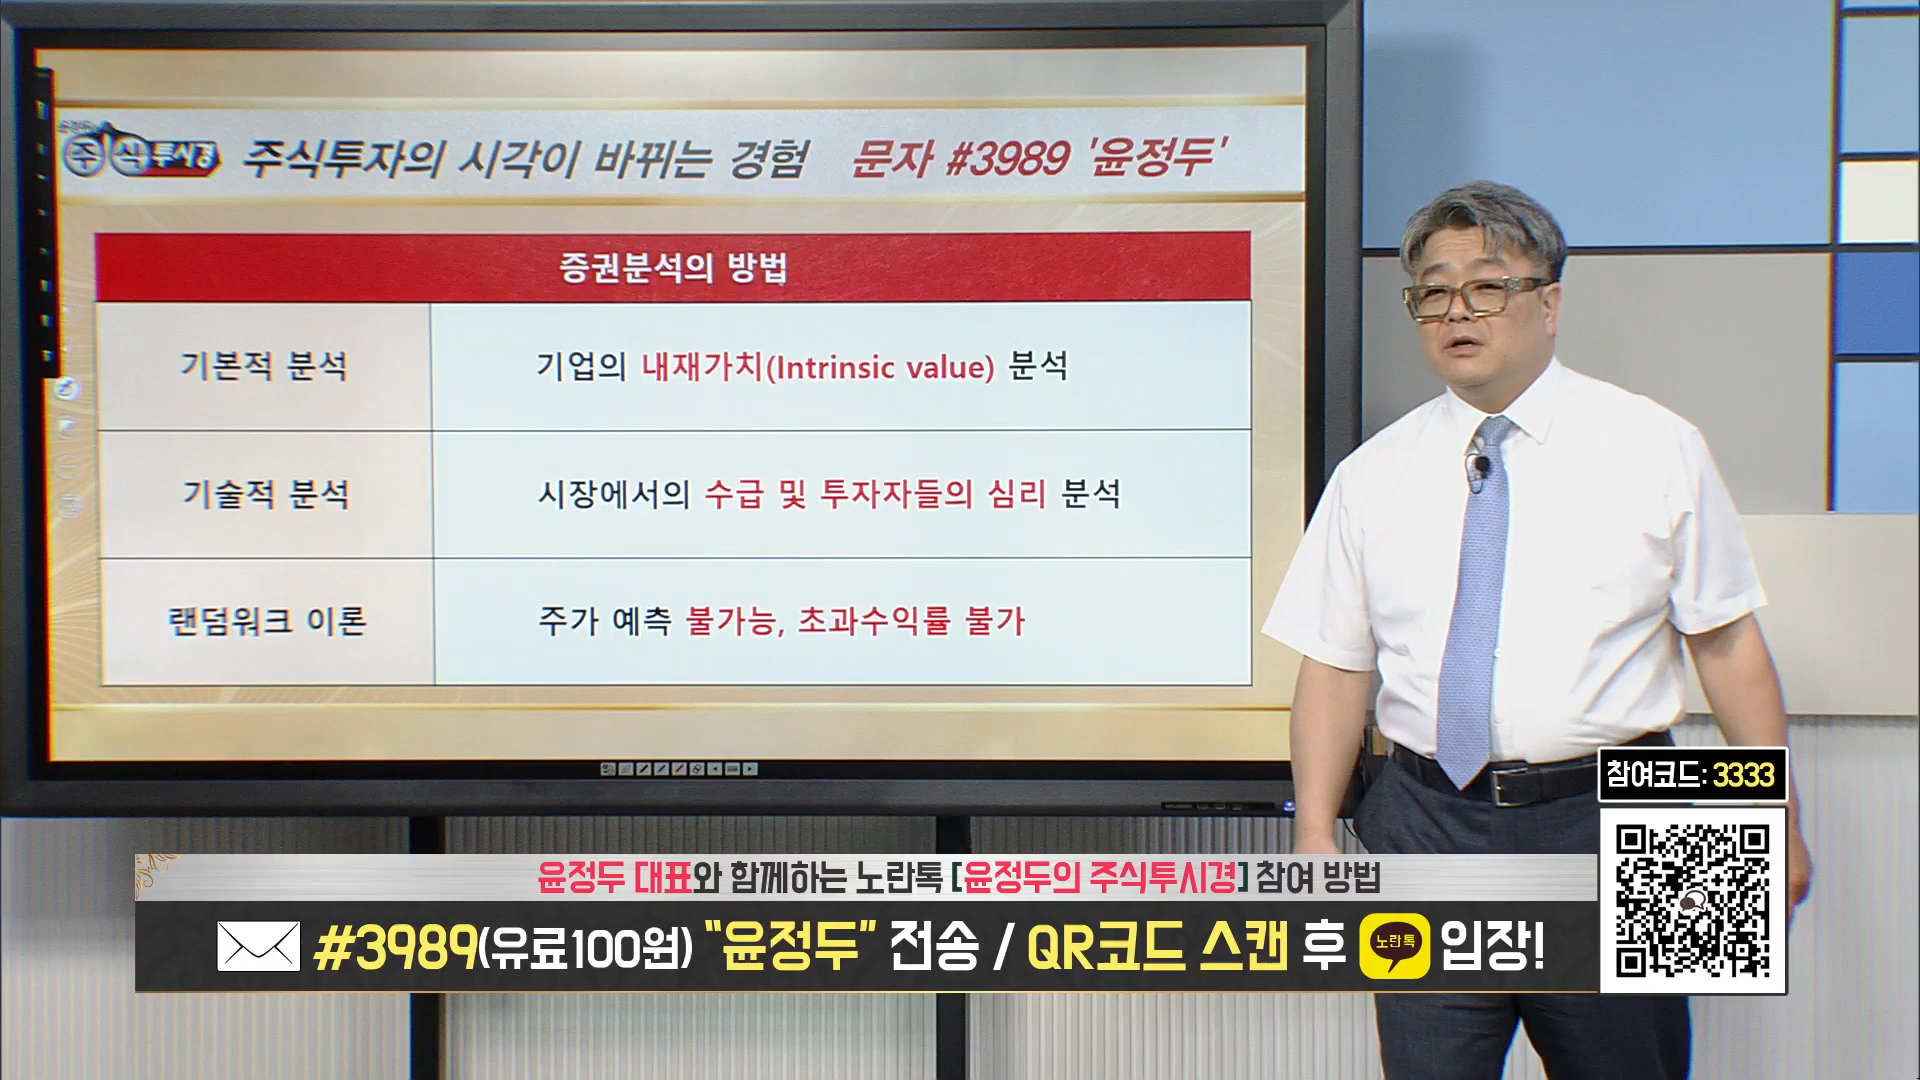 주식투시경 주식투자의 시각이 바뀌는 경험 문자 #3989 '윤정두'
증권분석의 방법
기본적 분석 기업의 내재가치(Intrinsic value) 분석
기술적 분석 시장에서의 수급 및 투자자들의 심리 분석
랜덤워크 이론 주가 예측 불가능, 초과수익률 불가
참여코드: 3333
윤정두 대표와 함께하는 노란톡 [윤정두의 주식투시경] 참여 방법
#3989(유료100원) “윤정두” 전송 / QR코드 스캔 후 노란톡 입장!